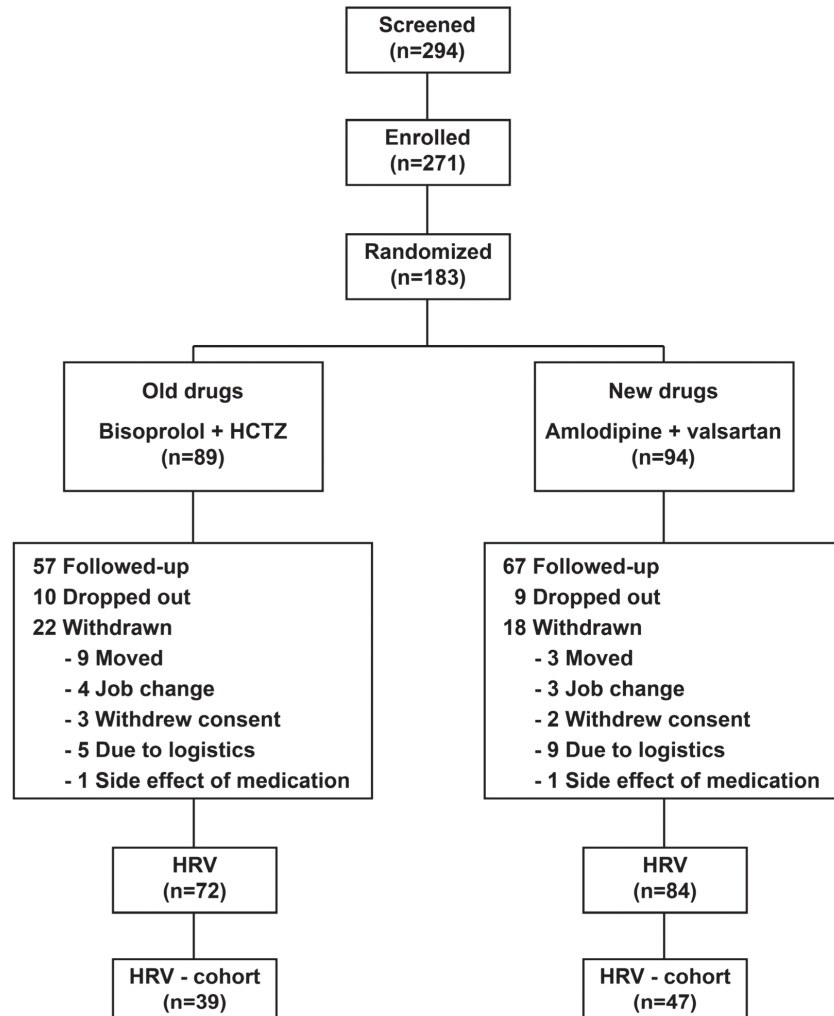 Screened
(n=294)
Enrolled
(n=271)
Randomized
(n=183)
Old drugs
Bisoprolol + HCTZ
(n=89)
57 Followed-up
10 Dropped out
22 Withdrawn
- 9 Moved
- 4 Job change
- 3 Withdrew consent
- 5 Due to logistics
- 1 Side effect of medication
HRV
(n=72)
HRV - cohort
(n=39)
New drugs
Amlodipine + valsartan
(n=94)
67 Followed-up
9 Dropped out
18 Withdrawn
- 3 Moved
- 3 Job change
- 2 Withdrew consent
- 9 Due to logistics
- 1 Side effect of medication
HRV
(n=84)
HRV - cohort
(n=47)